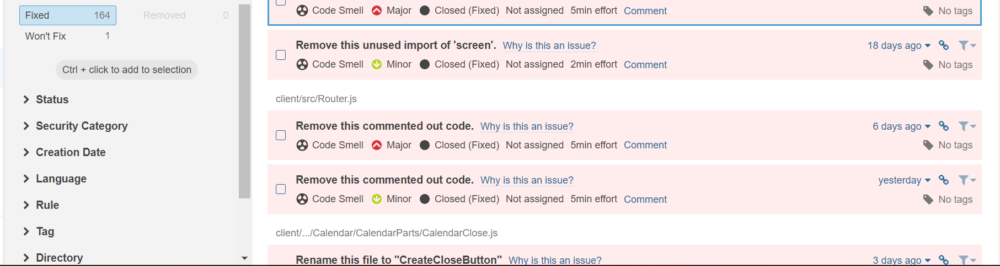 Fixed 164 Removed 0
Won't Fix 1
Ctrl + click to add to selection
Status
Security Category
Creation Date
Language
Rule
Tag
Directory
Code Smell Major Closed (Fixed) Not assigned 5min effort Comment No tags
Remove this unused import of 'screen'. Why is this an issue? 18 days ago
Code Smell Minor Closed (Fixed) Not assigned 2min effort Comment No tags
client/src/Router.js
Remove this commented out code. Why is this an issue? 6 days ago
Code Smell Major Closed (Fixed) Not assigned 5min effort Comment No tags
Remove this commented out code. Why is this an issue? yesterday
Code Smell Minor Closed (Fixed) Not assigned 5min effort Comment No tags
client/.../Calendar/CalendarParts/CalendarClose.js
Rename this file to "CreateCloseButton" Why is this an issue? 3 days ago